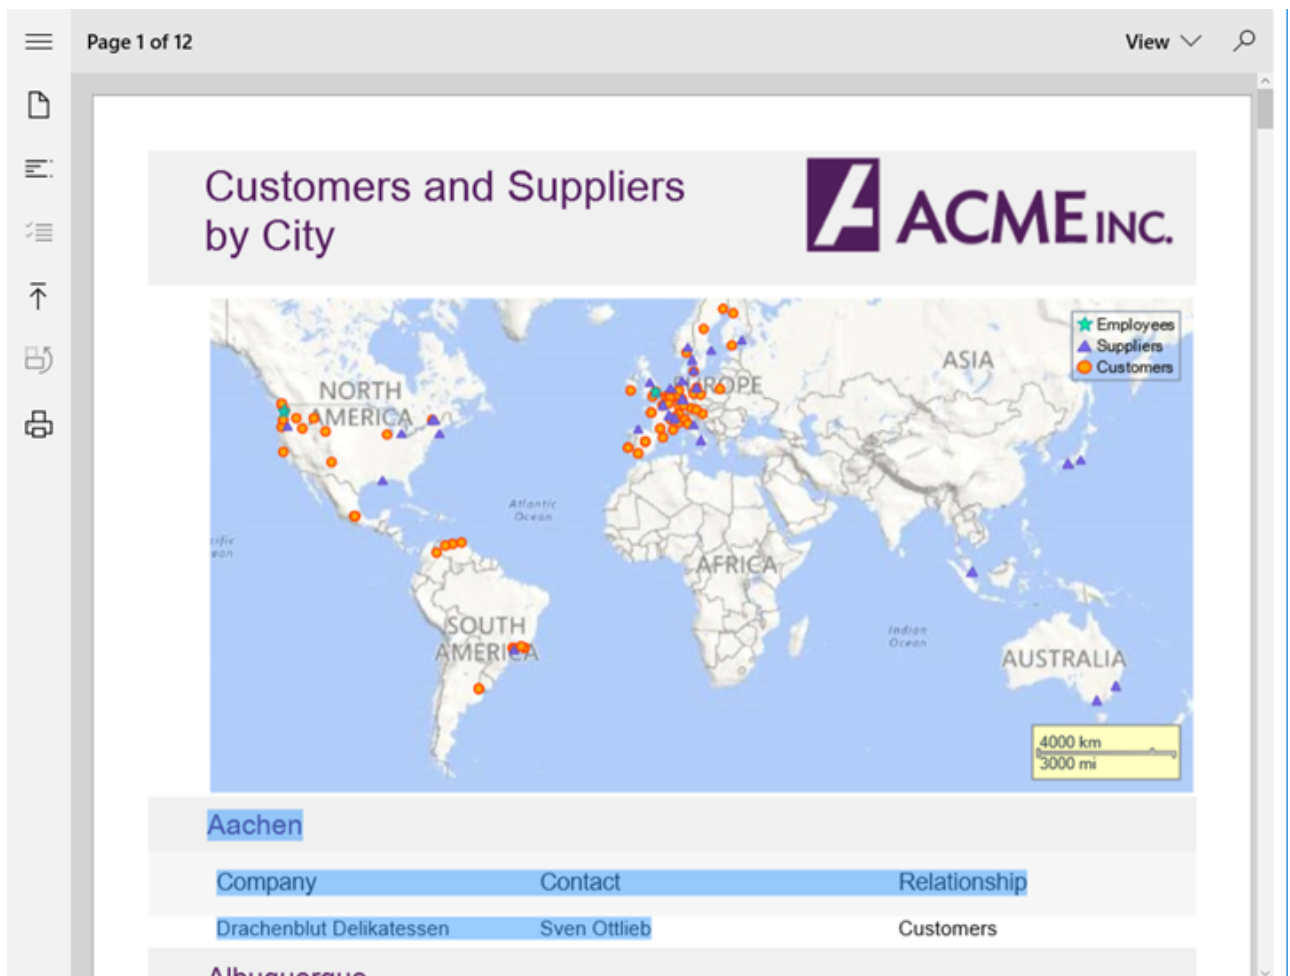 Page 1 of 12
View
Customers and Suppliers
by City
ACME INC.
Employees
Suppliers
Customers
ASIA
NORTH
AMERICA
EUROPE
Atlantic
Ocean
AFRICA
SOUTH
AMERICA
Indian
Ocean
AUSTRALIA
4000 km
3000 mi
Aachen
Company Contact Relationship
Drachenblut Delikatessen Sven Ottlieb Customers
Albuquerque